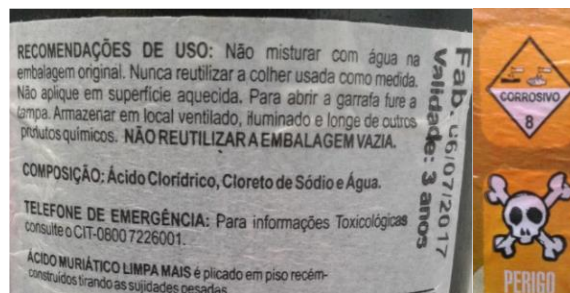 RECOMENDAÇÕES DE USO: Não misturar com água na
embalagem original. Nunca reutilizar a colher usada como medida.
Não aplique em superfície aquecida. Para abrir a garrafa fure a
tampa. Armazenar em local ventilado, iluminado e longe de outros
produtos químicos. NÃO REUTILIZAR A EMBALAGEM VAZIA.
COMPOSIÇÃO: Ácido Clorídrico, Cloreto de Sódio e Água.
TELEFONE DE EMERGÊNCIA: Para informações Toxicológicas
consulte o CIT-0800 7226001.
ÁCIDO MURIÁTICO LIMPA MAIS é plicado em piso recém-
construídos tirando as sujidades pesadas
Fab. 06/07/2017
Validade: 3 anos
CORROSIVO
8
PERIGO